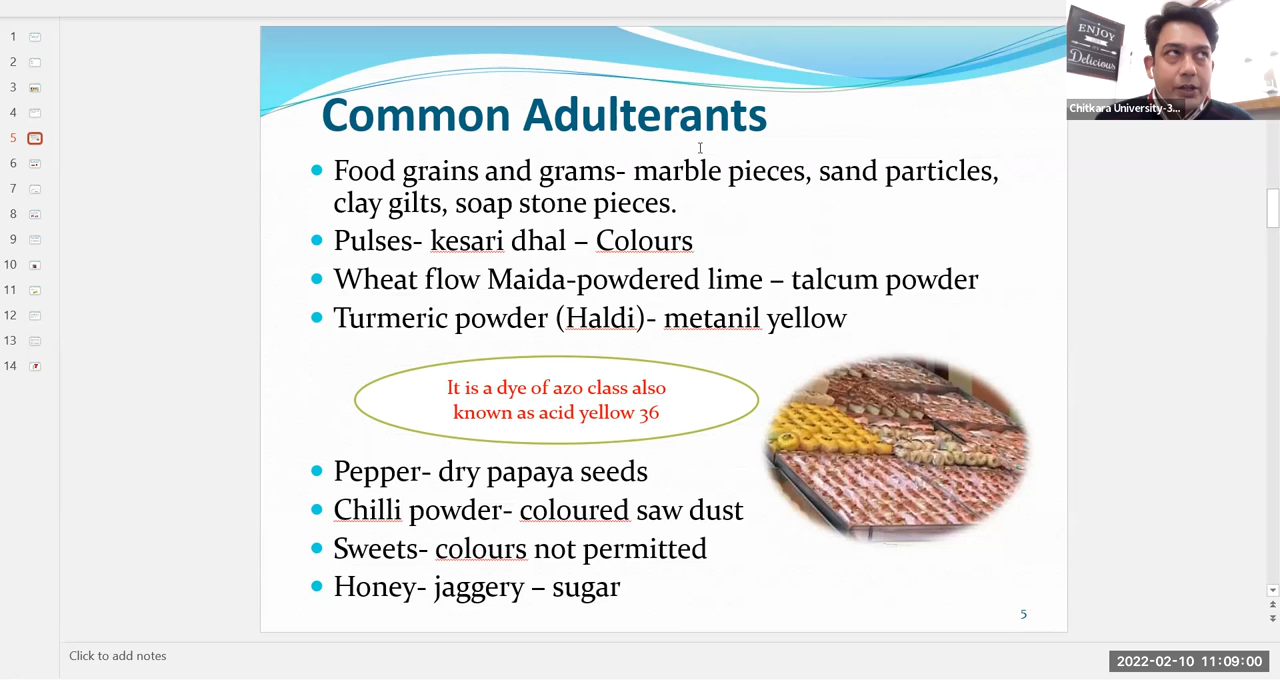 1
2
3
4
5
6
7
8
9
10
11
12
13
14
Common Adulterants
Food grains and grams- marble pieces, sand particles,
clay gilts, soap stone pieces.
Pulses- kesari dhal – Colours
Wheat flow Maida-powdered lime – talcum powder
Turmeric powder (Haldi)- metanil yellow
It is a dye of azo class also
known as acid yellow 36
Pepper- dry papaya seeds
Chilli powder- coloured saw dust
Sweets- colours not permitted
Honey- jaggery – sugar
5
ENJOY
Delicious
Chitkara University-3...
Click to add notes
2022-02-10 11:09:00